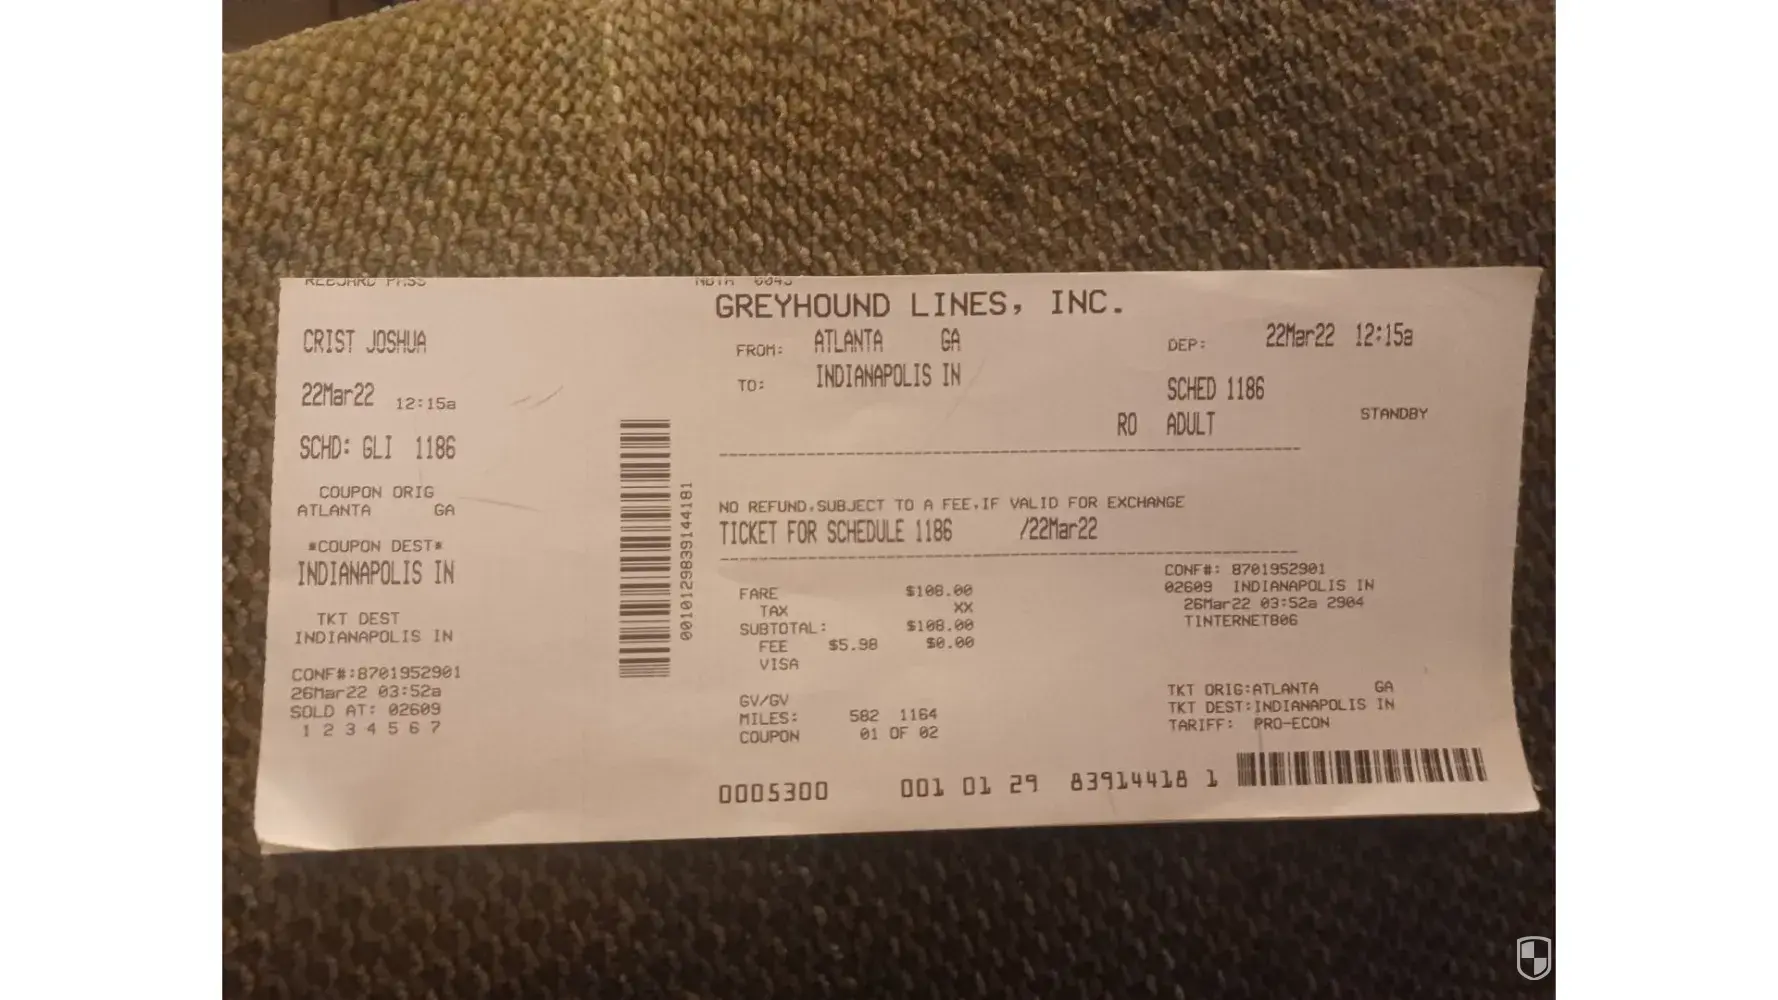 REBOARD PASS
NBTA 0043
CRIST JOSHUA
22Mar22 12:15a
SCHD: GLI 1186
COUPON ORIG
ATLANTA GA
*COUPON DEST*
INDIANAPOLIS IN
TKT DEST
INDIANAPOLIS IN
CONF#:8701952901
26Mar22 03:52a
SOLD AT: 02609
1 2 3 4 5 6 7
0010129839144181
GREYHOUND LINES, INC.
FROM: ATLANTA GA
TO: INDIANAPOLIS IN
DEP: 22Mar22 12:15a
SCHED 1186
RO ADULT STANDBY
NO REFUND,SUBJECT TO A FEE,IF VALID FOR EXCHANGE
TICKET FOR SCHEDULE 1186 /22Mar22
FARE $108.00
TAX XX
SUBTOTAL: $108.00
FEE $5.98 $0.00
VISA
GV/GV
MILES: 582 1164
COUPON 01 OF 02
CONF#: 8701952901
02609 INDIANAPOLIS IN
26Mar22 03:52a 2904
TINTERNET806
TKT ORIG:ATLANTA GA
TKT DEST:INDIANAPOLIS IN
TARIFF: PRO-ECON
0005300 001 01 29 83914418 1